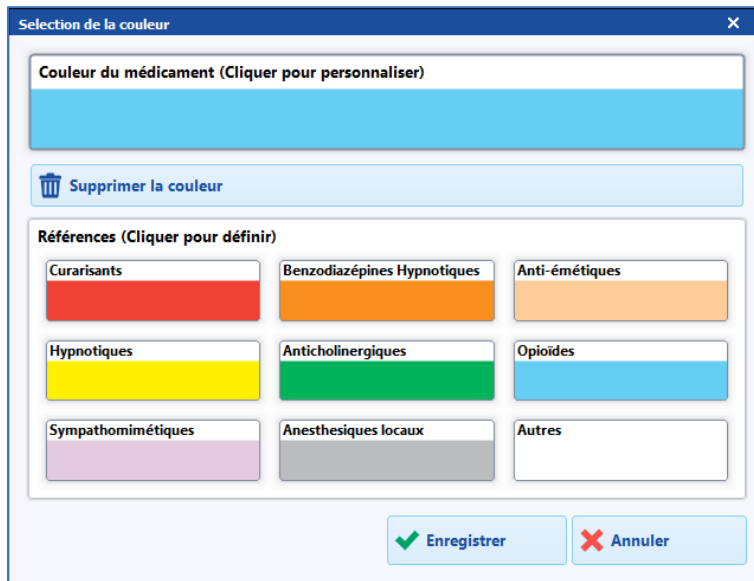 Selection de la couleur
Couleur du médicament (Cliquer pour personnaliser)
Supprimer la couleur
Références (Cliquer pour définir)
Curarisants
Benzodiazépines Hypnotiques
Anti-émétiques
Hypnotiques
Anticholinergiques
Opioïdes
Sympathomimétiques
Anesthesiques locaux
Autres
Enregistrer
Annuler